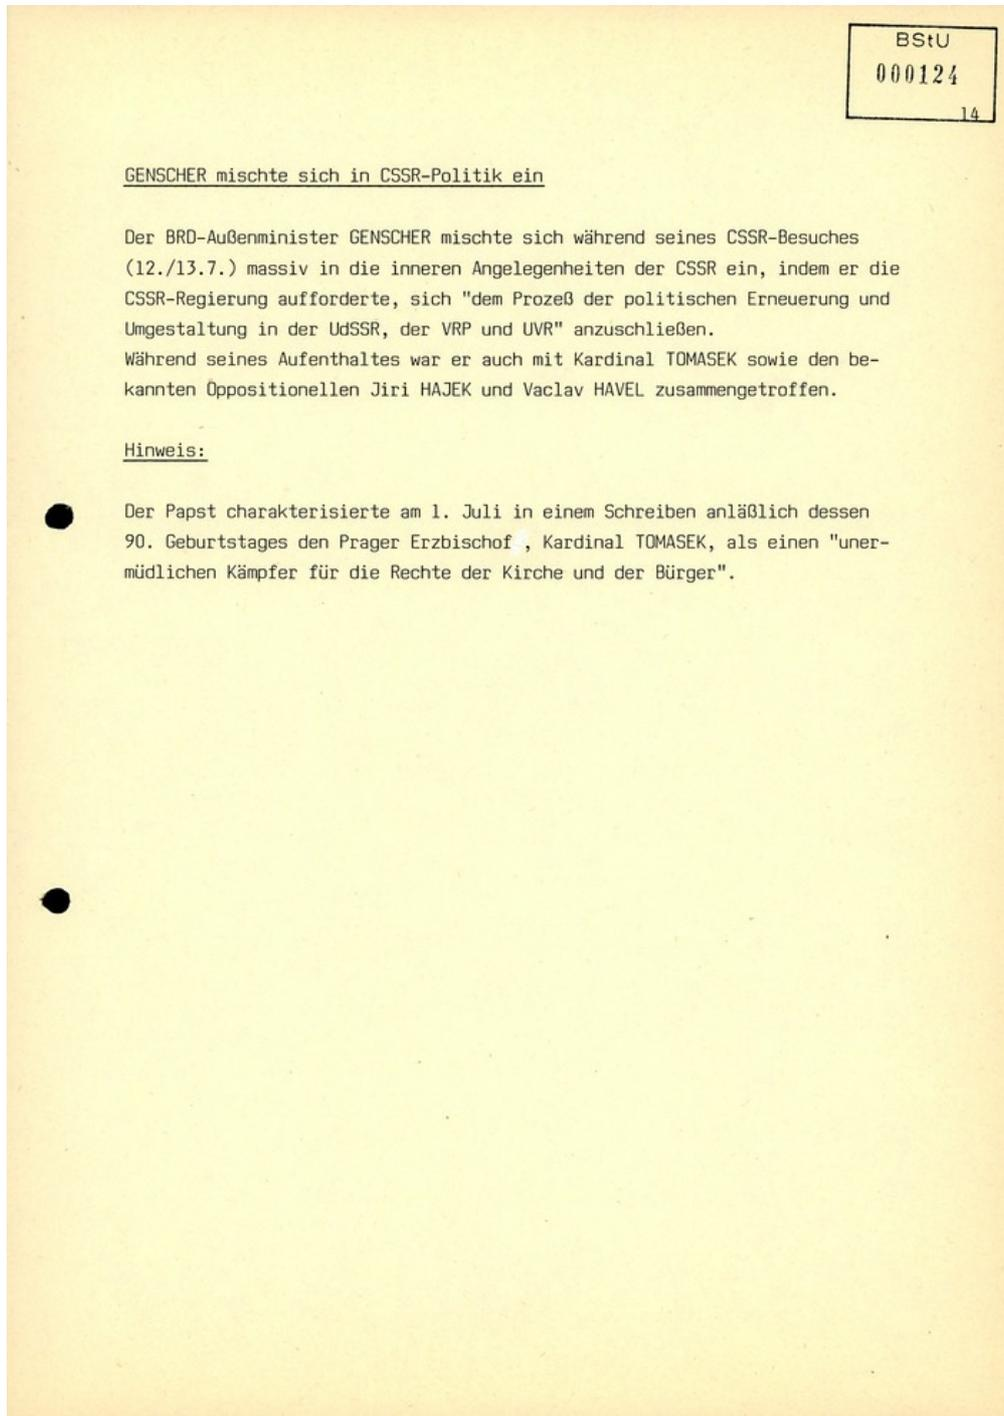 BStU
000124
14
GENSCHER mischte sich in CSSR-Politik ein
Der BRD-Außenminister GENSCHER mischte sich während seines CSSR-Besuches
(12./13.7.) massiv in die inneren Angelegenheiten der CSSR ein, indem er die
CSSR-Regierung aufforderte, sich "dem Prozeß der politischen Erneuerung und
Umgestaltung in der UdSSR, der VRP und UVR" anzuschließen.
Während seines Aufenthaltes war er auch mit Kardinal TOMASEK sowie den be-
kannten Oppositionellen Jiri HAJEK und Vaclav HAVEL zusammengetroffen.
Hinweis:
Der Papst charakterisierte am 1. Juli in einem Schreiben anläßlich dessen
90. Geburtstages den Prager Erzbischof , Kardinal TOMASEK, als einen "uner-
müdlichen Kämpfer für die Rechte der Kirche und der Bürger".